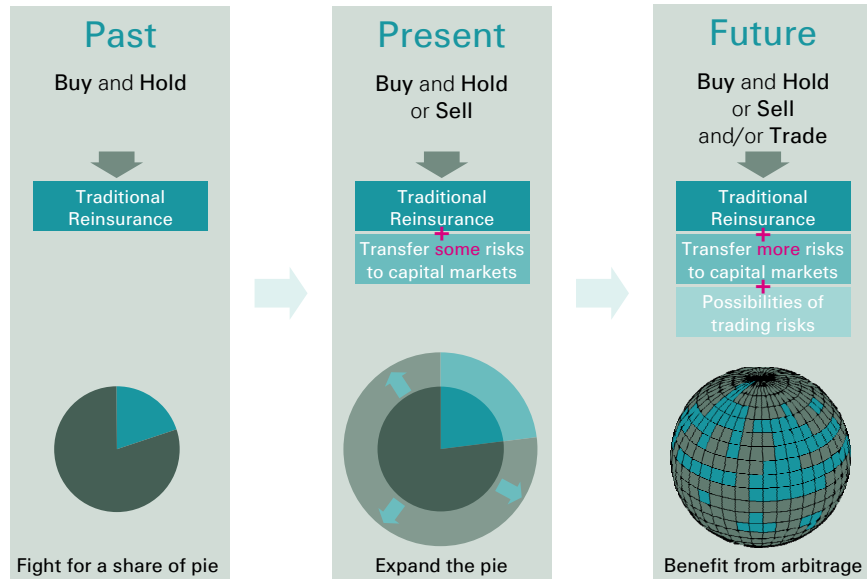 Past
Buy and Hold
Traditional
Reinsurance
Fight for a share of pie
Present
Buy and Hold
or Sell
Traditional
Reinsurance
+
Transfer some risks
to capital markets
Expand the pie
Future
Buy and Hold
or Sell
and/or Trade
Traditional
Reinsurance
+
Transfer more risks
to capital markets
+
Possibilities of
trading risks
Benefit from arbitrage